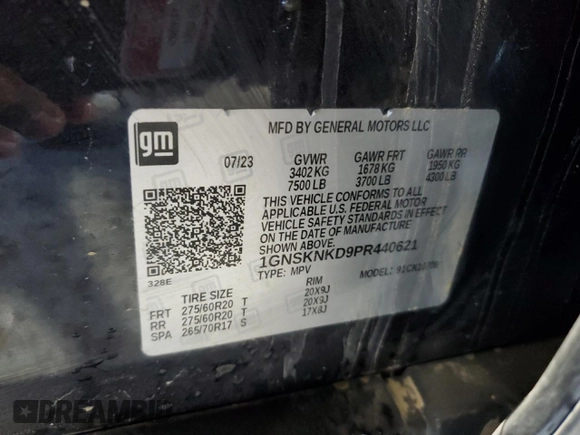 gm
MFD BY GENERAL MOTORS LLC
07/23 GVWR GAWR FRT GAWR RR
3402 KG 1678 KG 1950 KG
7500 LB 3700 LB 4300 LB
THIS VEHICLE CONFORMS TO ALL
APPLICABLE U.S. FEDERAL MOTOR
VEHICLE SAFETY STANDARDS IN EFFECT
ON THE DATE OF MANUFACTURE
SHOWN ABOVE.
1GNSKNKD9PR440621
328E TYPE: MPV MODEL:
TIRE SIZE RIM
FRT 275/60R20 T 20X9J
RR 275/60R20 T 20X9J
SPA 265/70R17 S 17X8J
DREAMBID